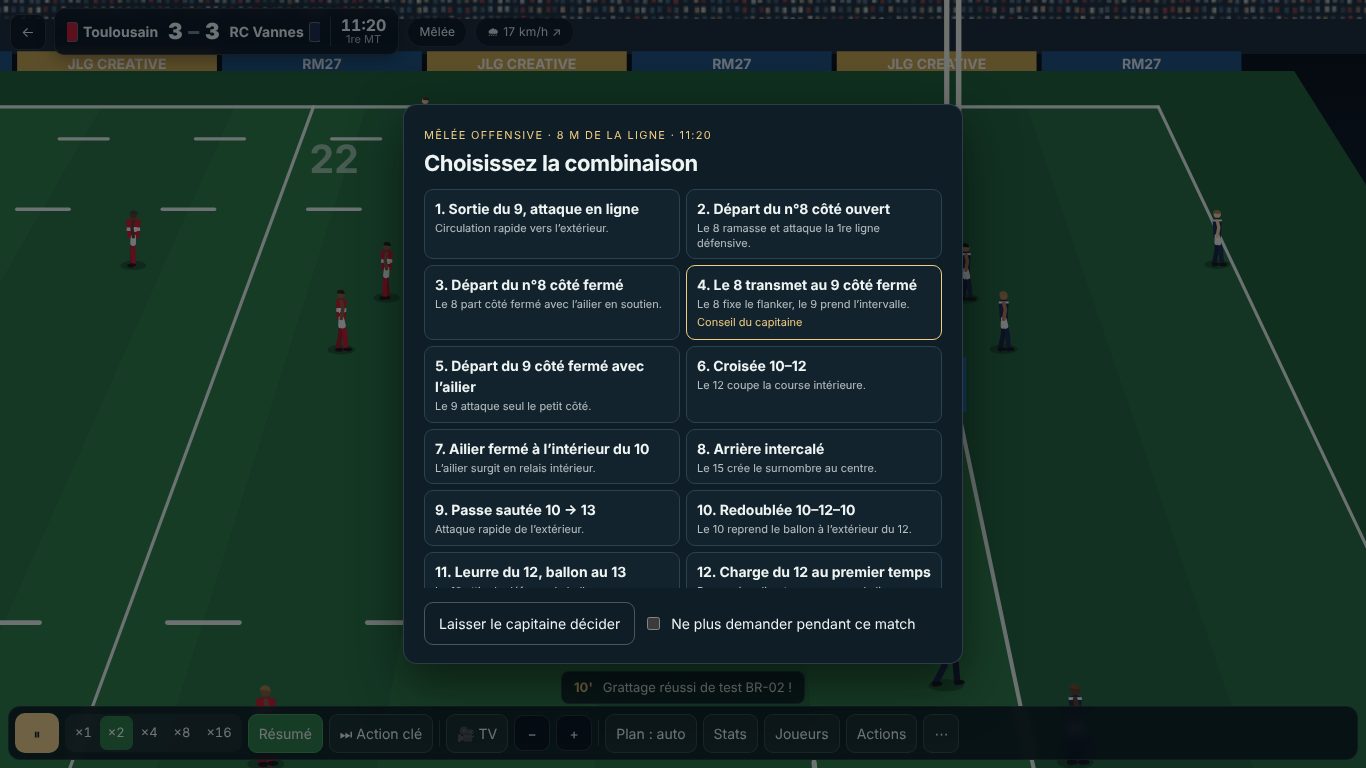 ←
Toulousain 3 – 3 RC Vannes
11:20
1re MT
Mêlée
17 km/h ↗
JLG CREATIVE RM27 JLG CREATIVE RM27 JLG CREATIVE RM27
22
MÊLÉE OFFENSIVE · 8 M DE LA LIGNE · 11:20
Choisissez la combinaison
1. Sortie du 9, attaque en ligne
Circulation rapide vers l’extérieur.
2. Départ du n°8 côté ouvert
Le 8 ramasse et attaque la 1re ligne
défensive.
3. Départ du n°8 côté fermé
Le 8 part côté fermé avec l’ailier en soutien.
4. Le 8 transmet au 9 côté fermé
Le 8 fixe le flanker, le 9 prend l’intervalle.
Conseil du capitaine
5. Départ du 9 côté fermé avec
l’ailier
Le 9 attaque seul le petit côté.
6. Croisée 10–12
Le 12 coupe la course intérieure.
7. Ailier fermé à l’intérieur du 10
L’ailier surgit en relais intérieur.
8. Arrière intercalé
Le 15 crée le surnombre au centre.
9. Passe sautée 10 → 13
Attaque rapide de l’extérieur.
10. Redoublée 10–12–10
Le 10 reprend le ballon à l’extérieur du 12.
11. Leurre du 12, ballon au 13
12. Charge du 12 au premier temps
Laisser le capitaine décider
Ne plus demander pendant ce match
10' Grattage réussi de test BR-02 !
×1 ×2 ×4 ×8 ×16 Résumé Action clé TV − + Plan : auto Stats Joueurs Actions ⋯